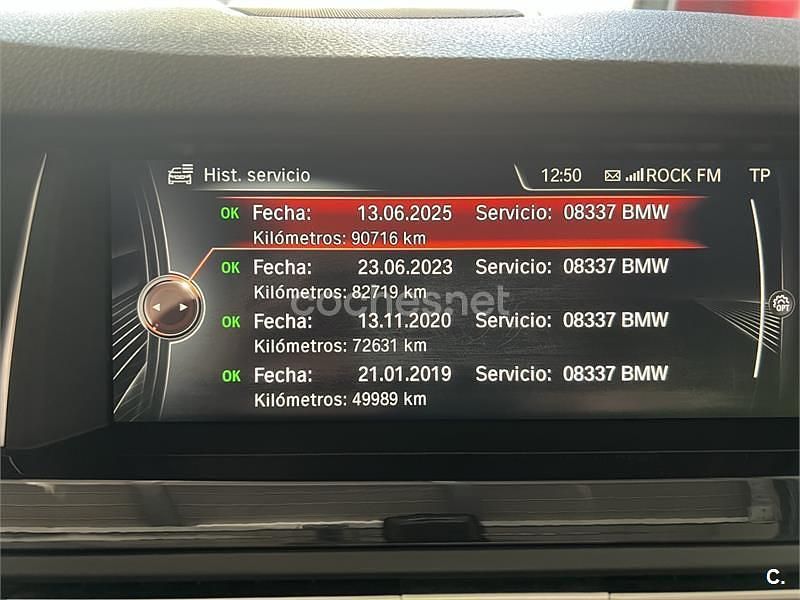 Hist. servicio 12:50 ROCK FM TP
OK Fecha: 13.06.2025 Servicio: 08337 BMW
Kilómetros: 90716 km
OK Fecha: 23.06.2023 Servicio: 08337 BMW
Kilómetros: 82719 km
OK Fecha: 13.11.2020 Servicio: 08337 BMW
Kilómetros: 72631 km
OK Fecha: 21.01.2019 Servicio: 08337 BMW
Kilómetros: 49989 km
OPT
coches.net
C.